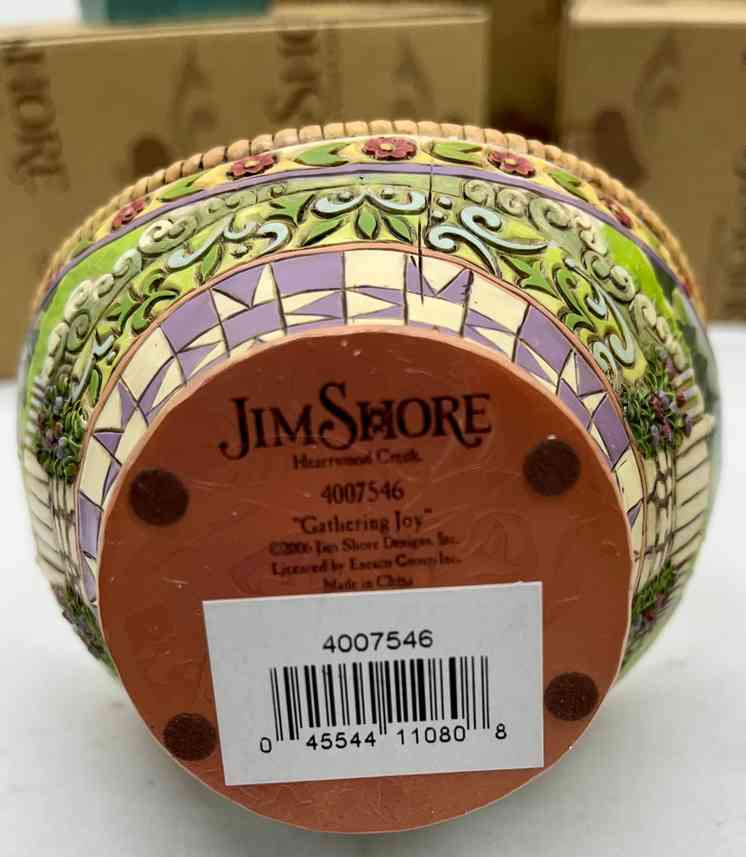 JIM SHORE
Heartwood Creek
4007546
"Gathering Joy"
©2006 Jim Shore Designs, Inc.
Licensed by Enesco Group, Inc.
Made in China
4007546
0 45544 11080 8